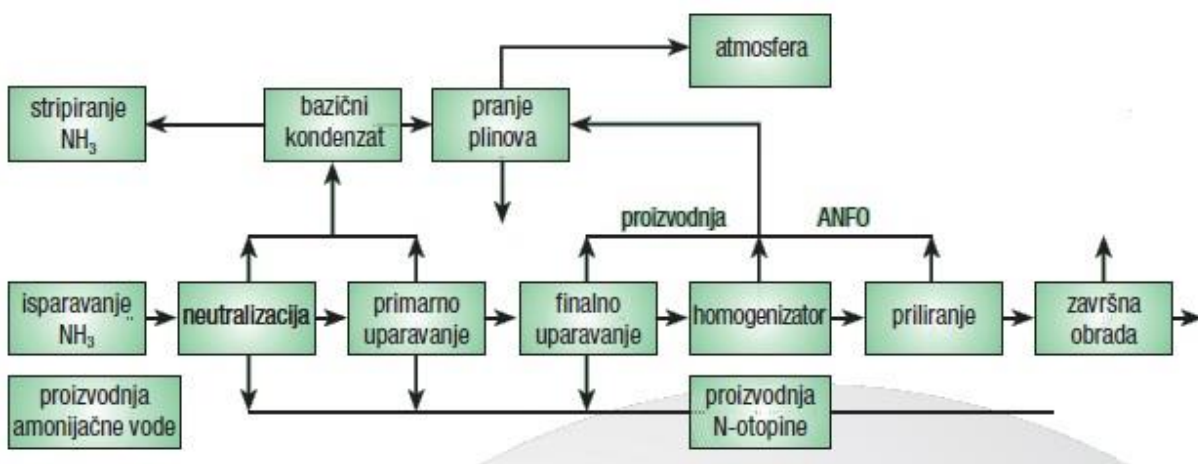 atmosfera
stripiranje
NH₃
bazični
kondenzat
pranje
plinova
proizvodnja ANFO
isparavanje
NH₃
neutralizacija
primarno
uparavanje
finalno
uparavanje
homogenizator
priliranje
završna
obrada
proizvodnja
amonijačne vode
proizvodnja
N-otopine